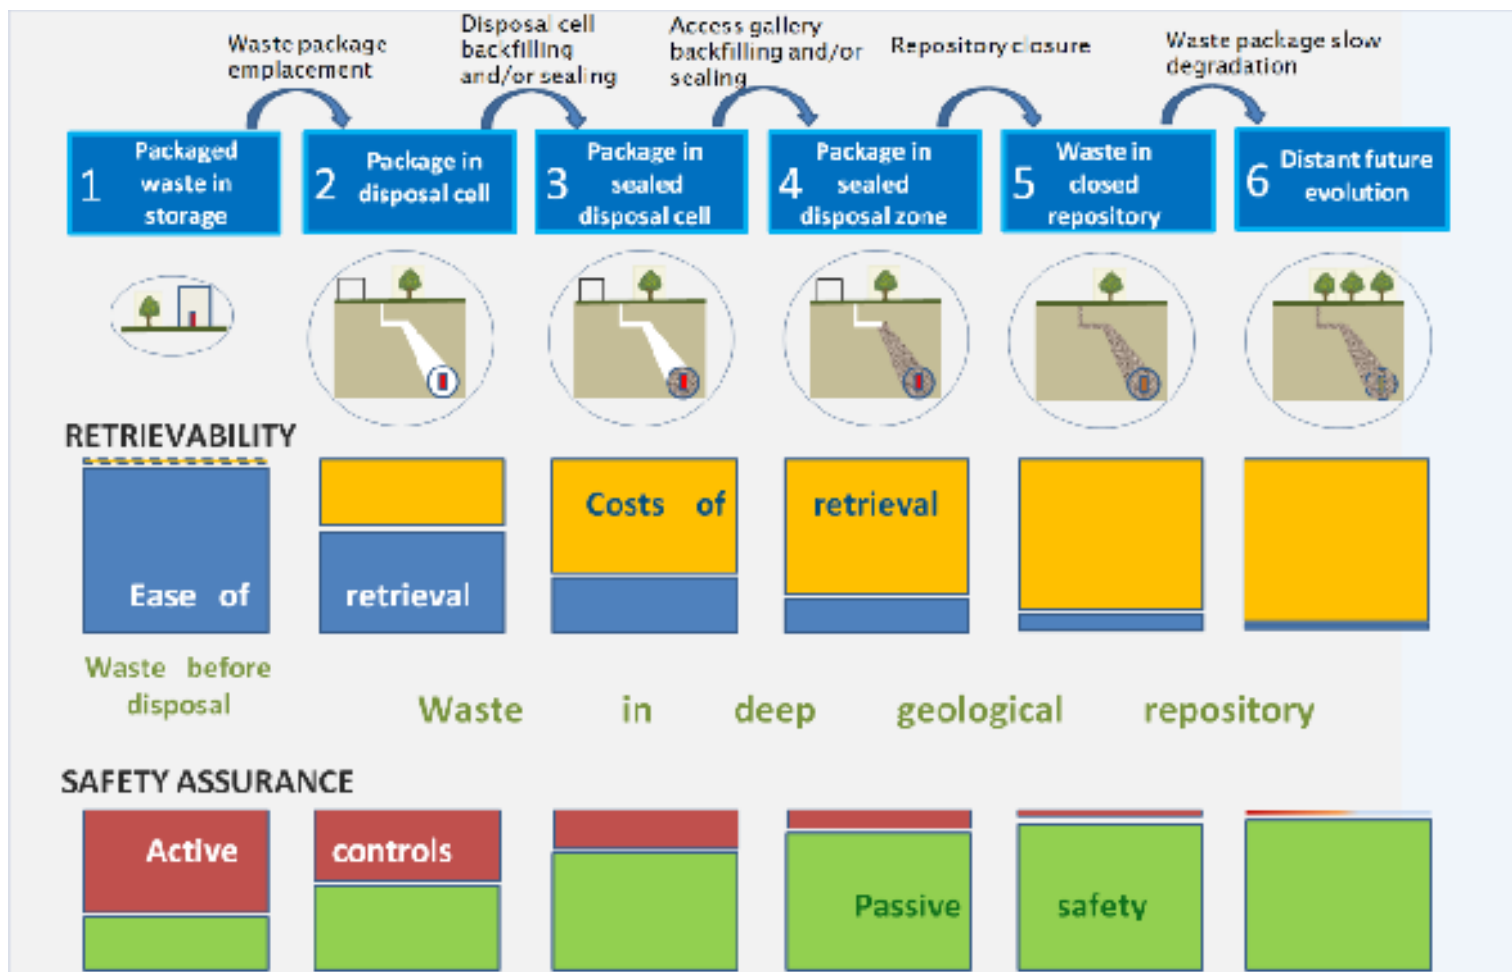 Waste package
emplacement
Disposal cell
backfilling
and/or sealing
Access gallery
backfilling and/or
sealing
Repository closure
Waste package slow
degradation
1 Packaged
waste in
storage
2 Package in
disposal cell
3 Package in
sealed
disposal cell
4 Package in
sealed
disposal zone
5 Waste in
closed
repository
6 Distant future
evolution
RETRIEVABILITY
Costs of retrieval
Ease of retrieval
Waste before
disposal
Waste in deep geological repository
SAFETY ASSURANCE
Active controls
Passive safety